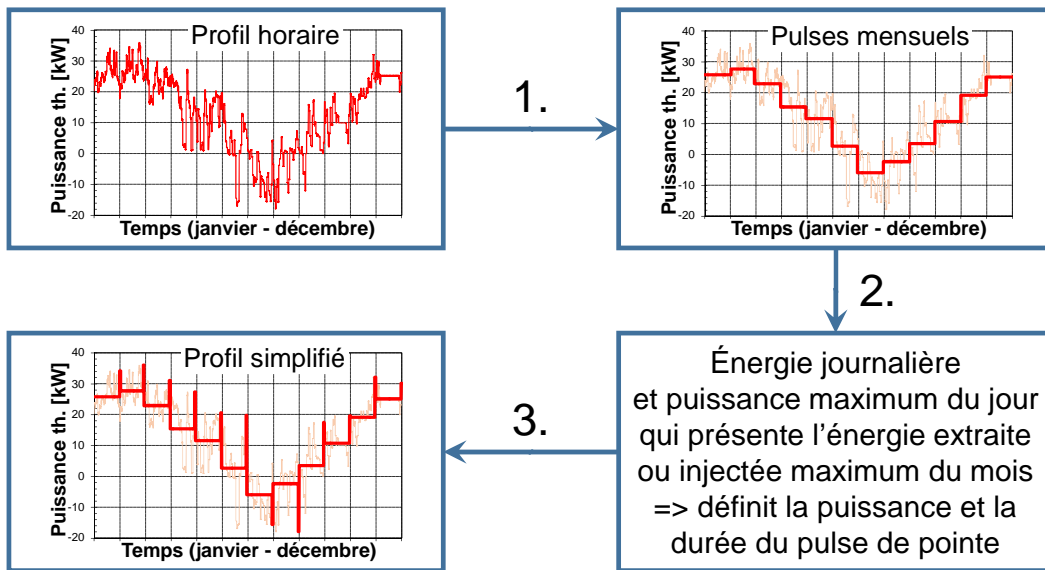 Profil horaire
Puissance th. [kW]
40
30
20
10
0
-10
-20
Temps (janvier - décembre)
1.
Pulses mensuels
Puissance th. [kW]
40
30
20
10
0
-10
-20
Temps (janvier - décembre)
2.
Énergie journalière
et puissance maximum du jour
qui présente l'énergie extraite
ou injectée maximum du mois
=> définit la puissance et la
durée du pulse de pointe
3.
Profil simplifié
Puissance th. [kW]
40
30
20
10
0
-10
-20
Temps (janvier - décembre)